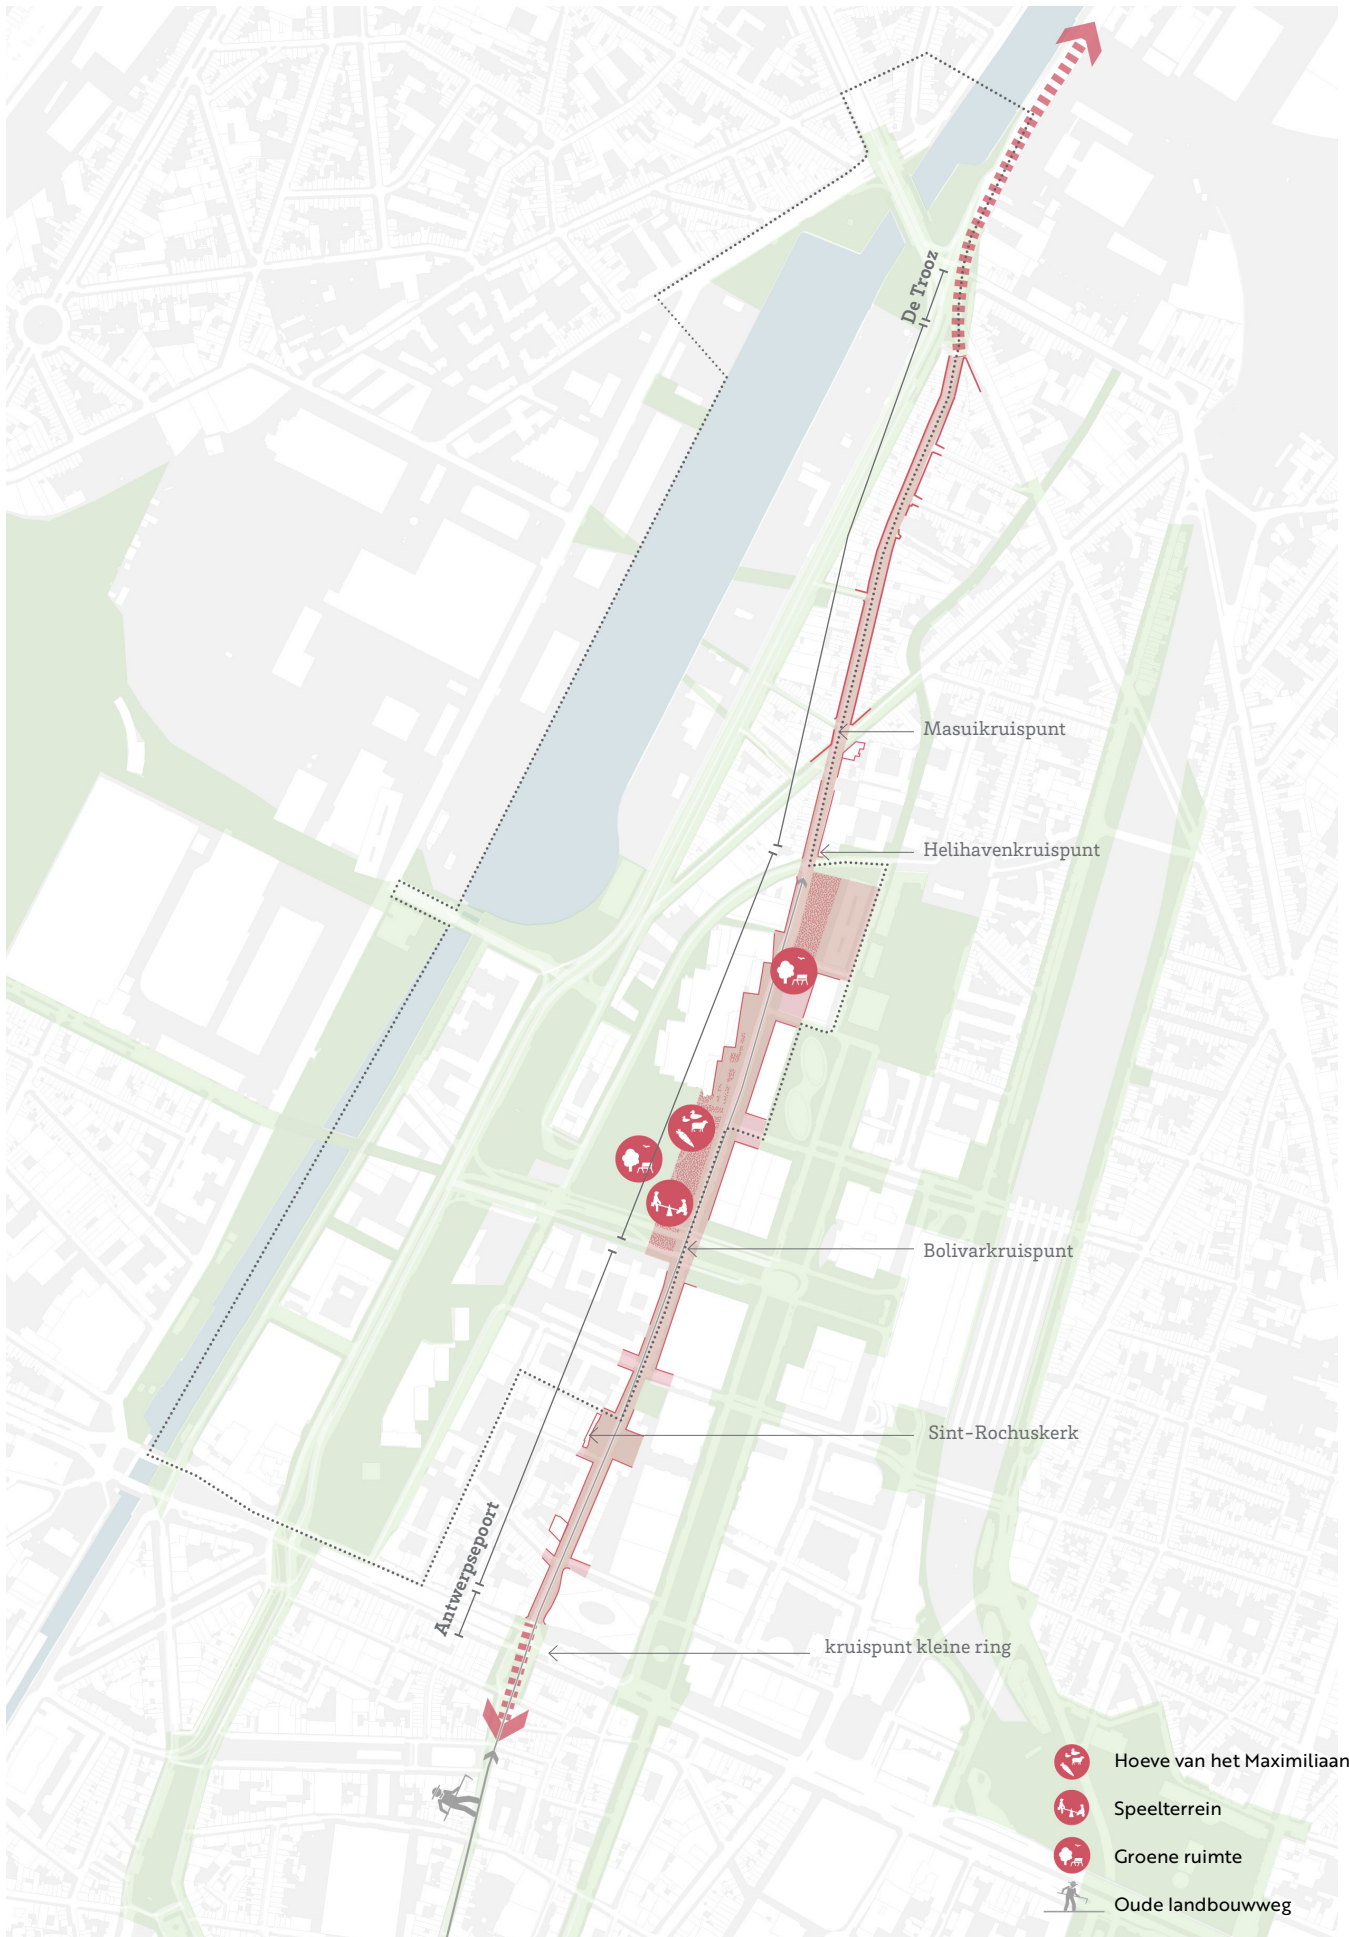 De Trooz
Masuikruispunt
Helihavenkruispunt
Bolivarkruispunt
Sint-Rochuskerk
Antwerpsepoort
kruispunt kleine ring
Hoeve van het Maximiliaan
Speelterrein
Groene ruimte
Oude landbouwweg